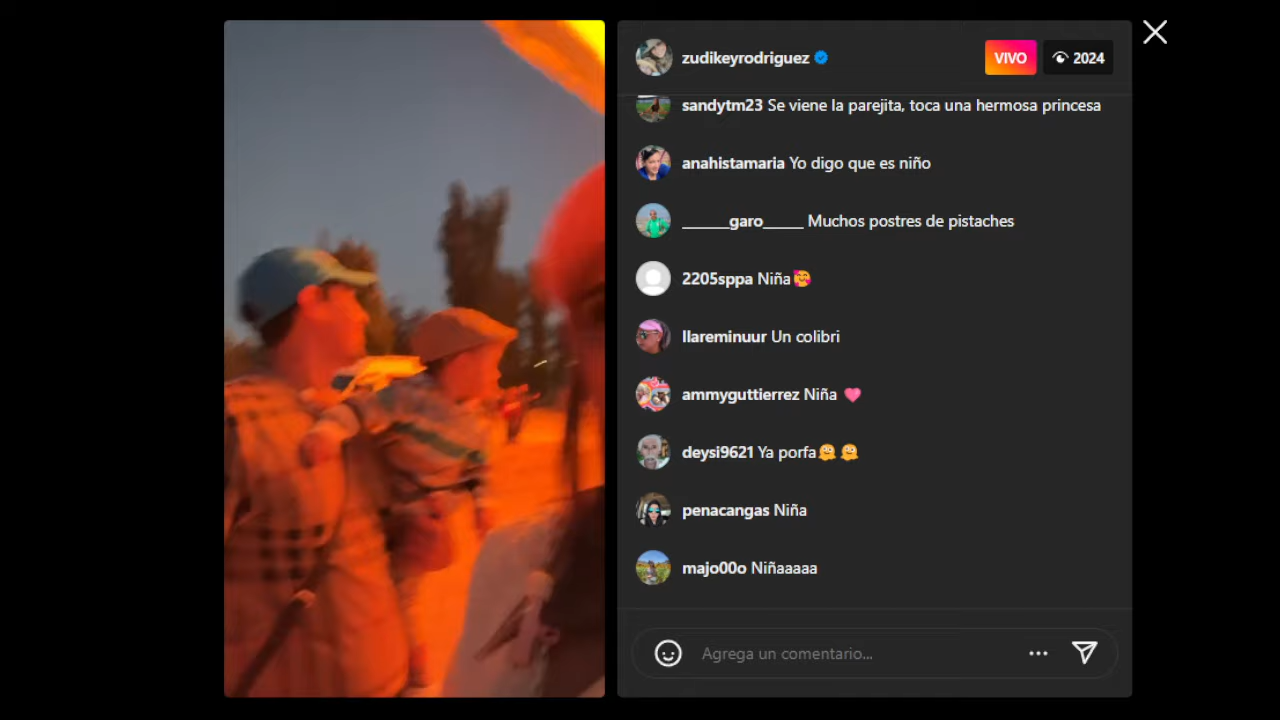 zudikeyrodriguez
VIVO
2024
sandytm23 Se viene la parejita, toca una hermosa princesa
anahistamaria Yo digo que es niño
______garo_____ Muchos postres de pistaches
2205sppa Niña🥰
llareminuur Un colibri
ammyguttierrez Niña 🩷
deysi9621 Ya porfa🫠 🫠
penacangas Niña
majo00o Niñaaaaa
Agrega un comentario...